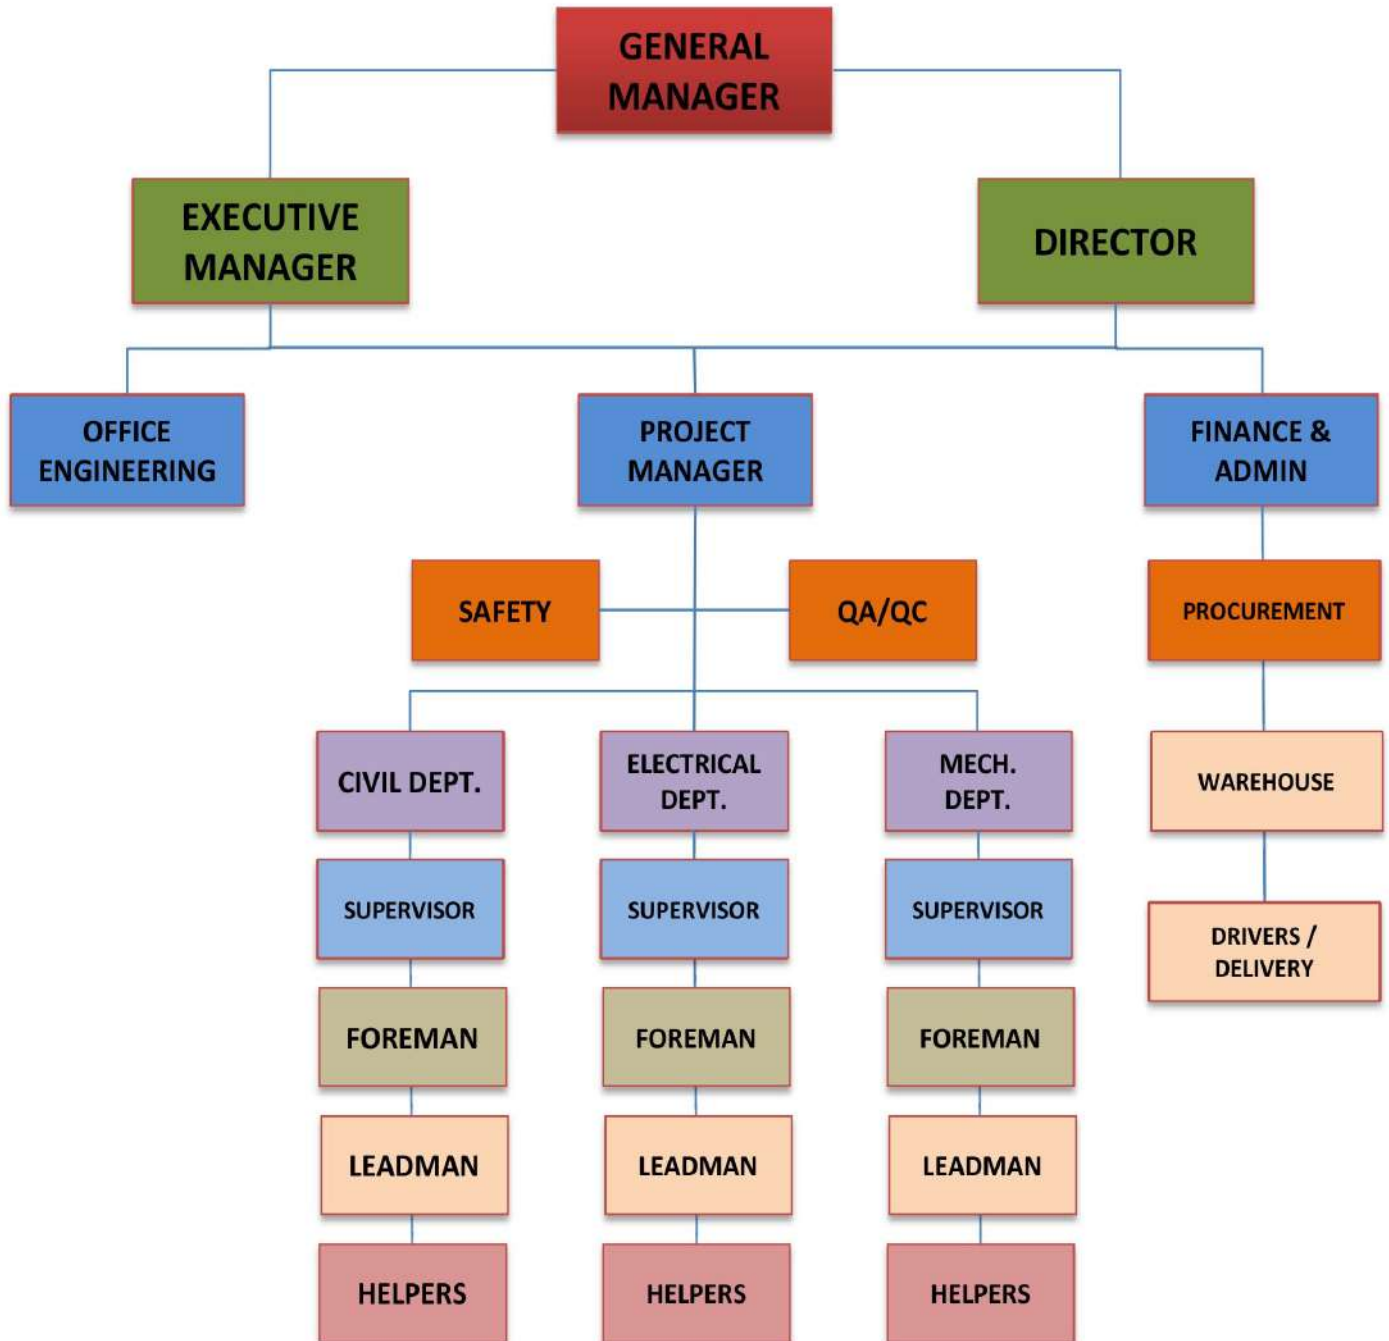 GENERAL
MANAGER
EXECUTIVE
MANAGER
DIRECTOR
OFFICE
ENGINEERING
PROJECT
MANAGER
FINANCE &
ADMIN
SAFETY
QA/QC
PROCUREMENT
CIVIL DEPT.
ELECTRICAL
DEPT.
MECH.
DEPT.
WAREHOUSE
SUPERVISOR
SUPERVISOR
SUPERVISOR
DRIVERS /
DELIVERY
FOREMAN
FOREMAN
FOREMAN
LEADMAN
LEADMAN
LEADMAN
HELPERS
HELPERS
HELPERS